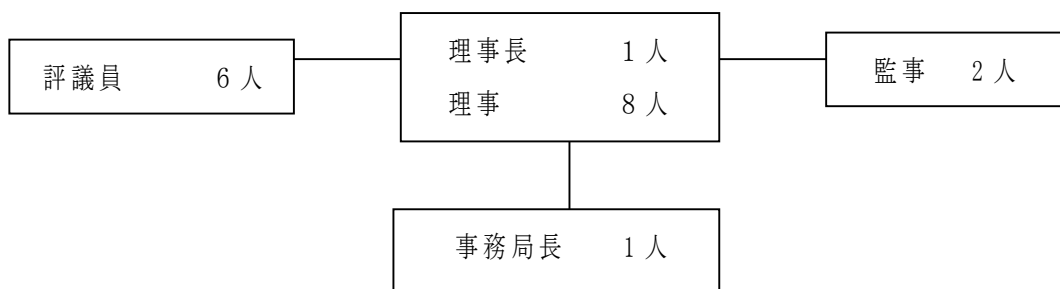 評議員 6人
理事長 1人
理事 8人
監事 2人
事務局長 1人